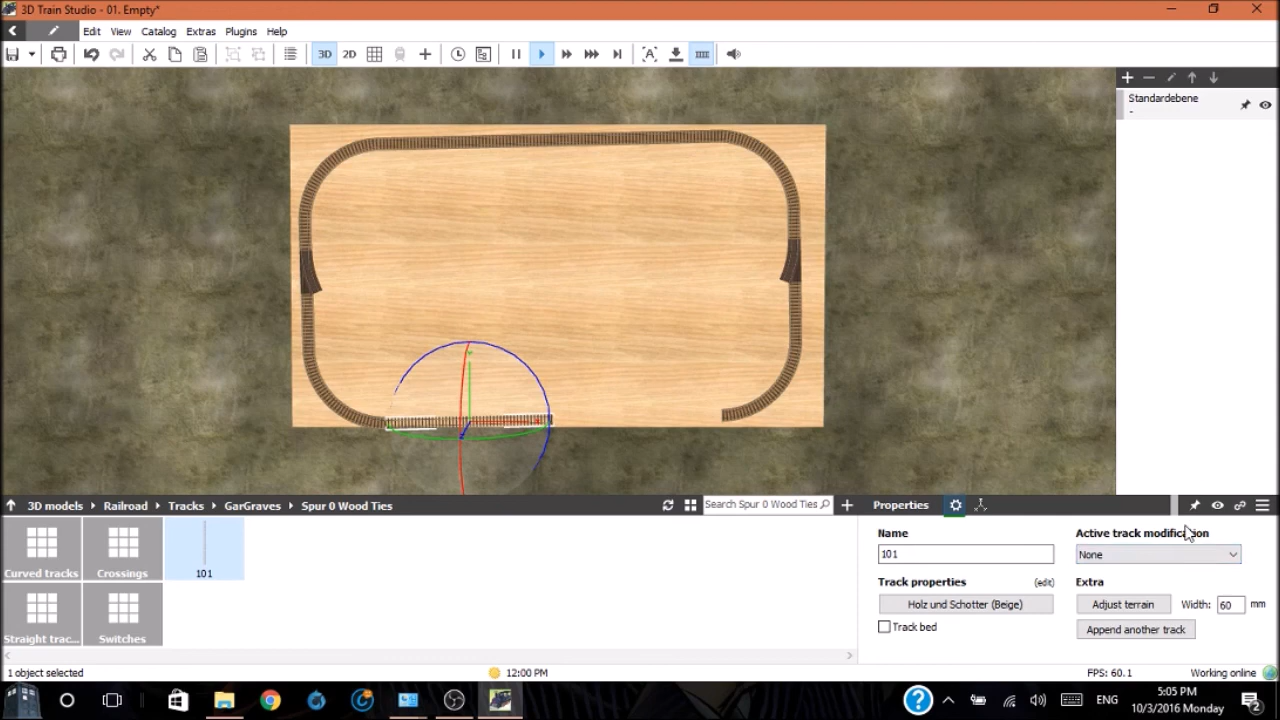 3D Train Studio - 01. Empty*
Edit View Catalog Extras Plugins Help
3D 2D
Standardebene
-
3D models Railroad Tracks GarGraves Spur 0 Wood Ties
Search Spur 0 Wood Ties
Properties
Curved tracks
Crossings
101
Straight trac...
Switches
Name
101
Active track modification
None
Track properties
(edit)
Extra
Holz und Schotter (Beige)
Adjust terrain
Width: 60 mm
Track bed
Append another track
1 object selected
12:00 PM
FPS: 60.1
Working online
ENG
5:05 PM
10/3/2016 Monday
2